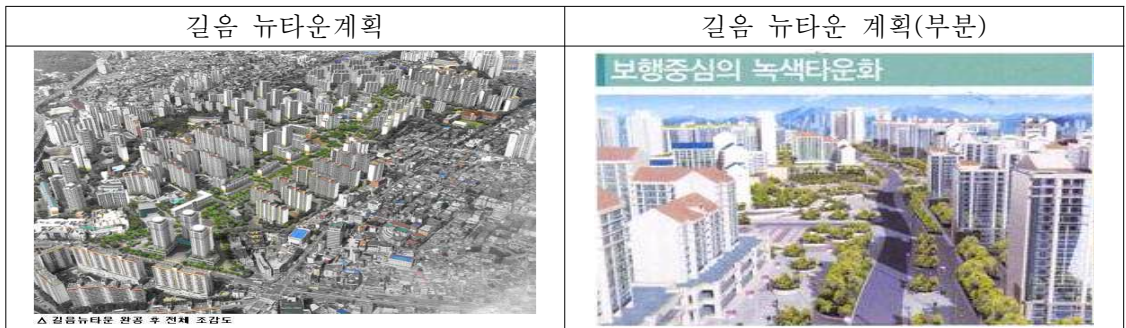 길음 뉴타운계획
길음 뉴타운 계획(부분)
보행중심의 녹색타운화
△ 길음뉴타운 완공 후 전체 조감도